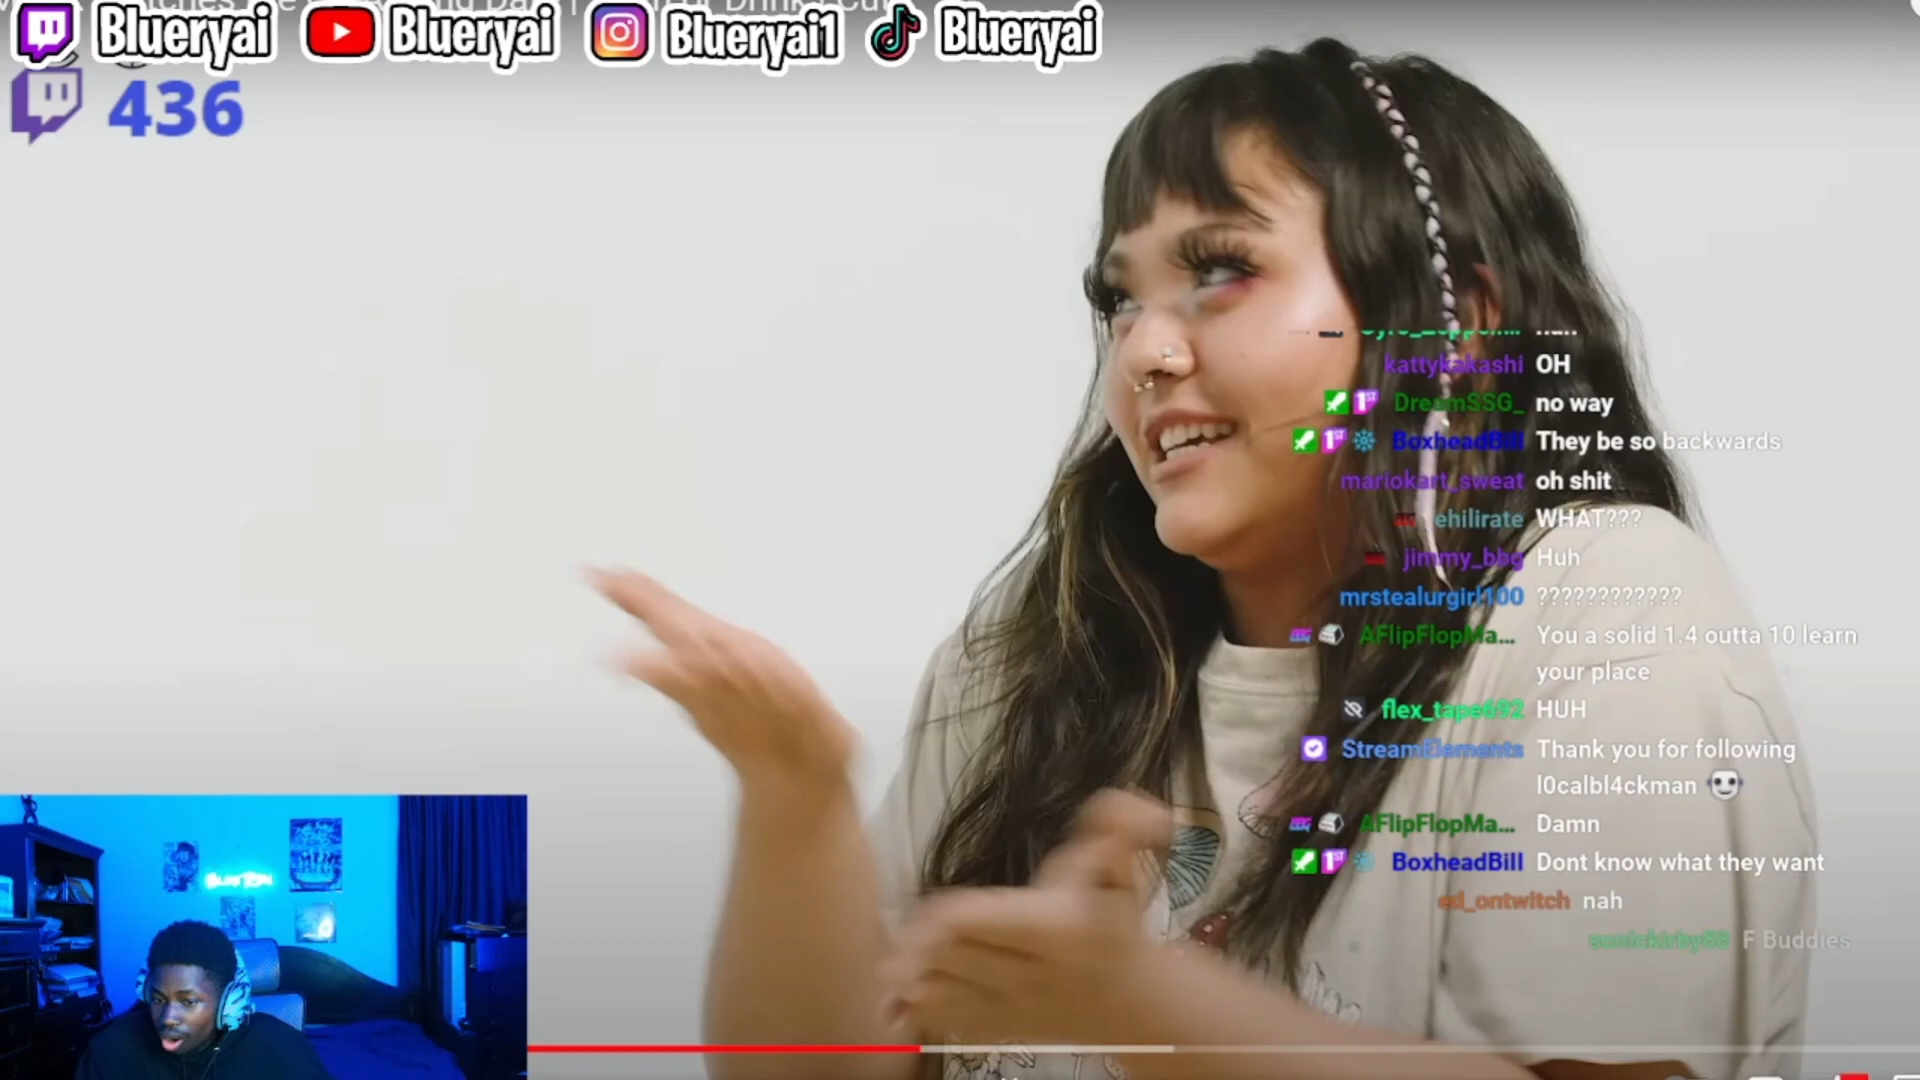 Blueryai
Blueryai
Blueryai1
Blueryai
436
kattykakashi OH
DreamSSG_ no way
BoxheadBill They be so backwards
mariokart_sweat oh shit
ehilirate WHAT???
jimmy_bbg Huh
mrstealurgirl100 ????????????
AFlipFlopMa... You a solid 1.4 outta 10 learn
your place
flex_tape692 HUH
StreamElements Thank you for following
l0calbl4ckman
AFlipFlopMa... Damn
BoxheadBill Dont know what they want
ed_ontwitch nah
sonickirby88 F Buddies